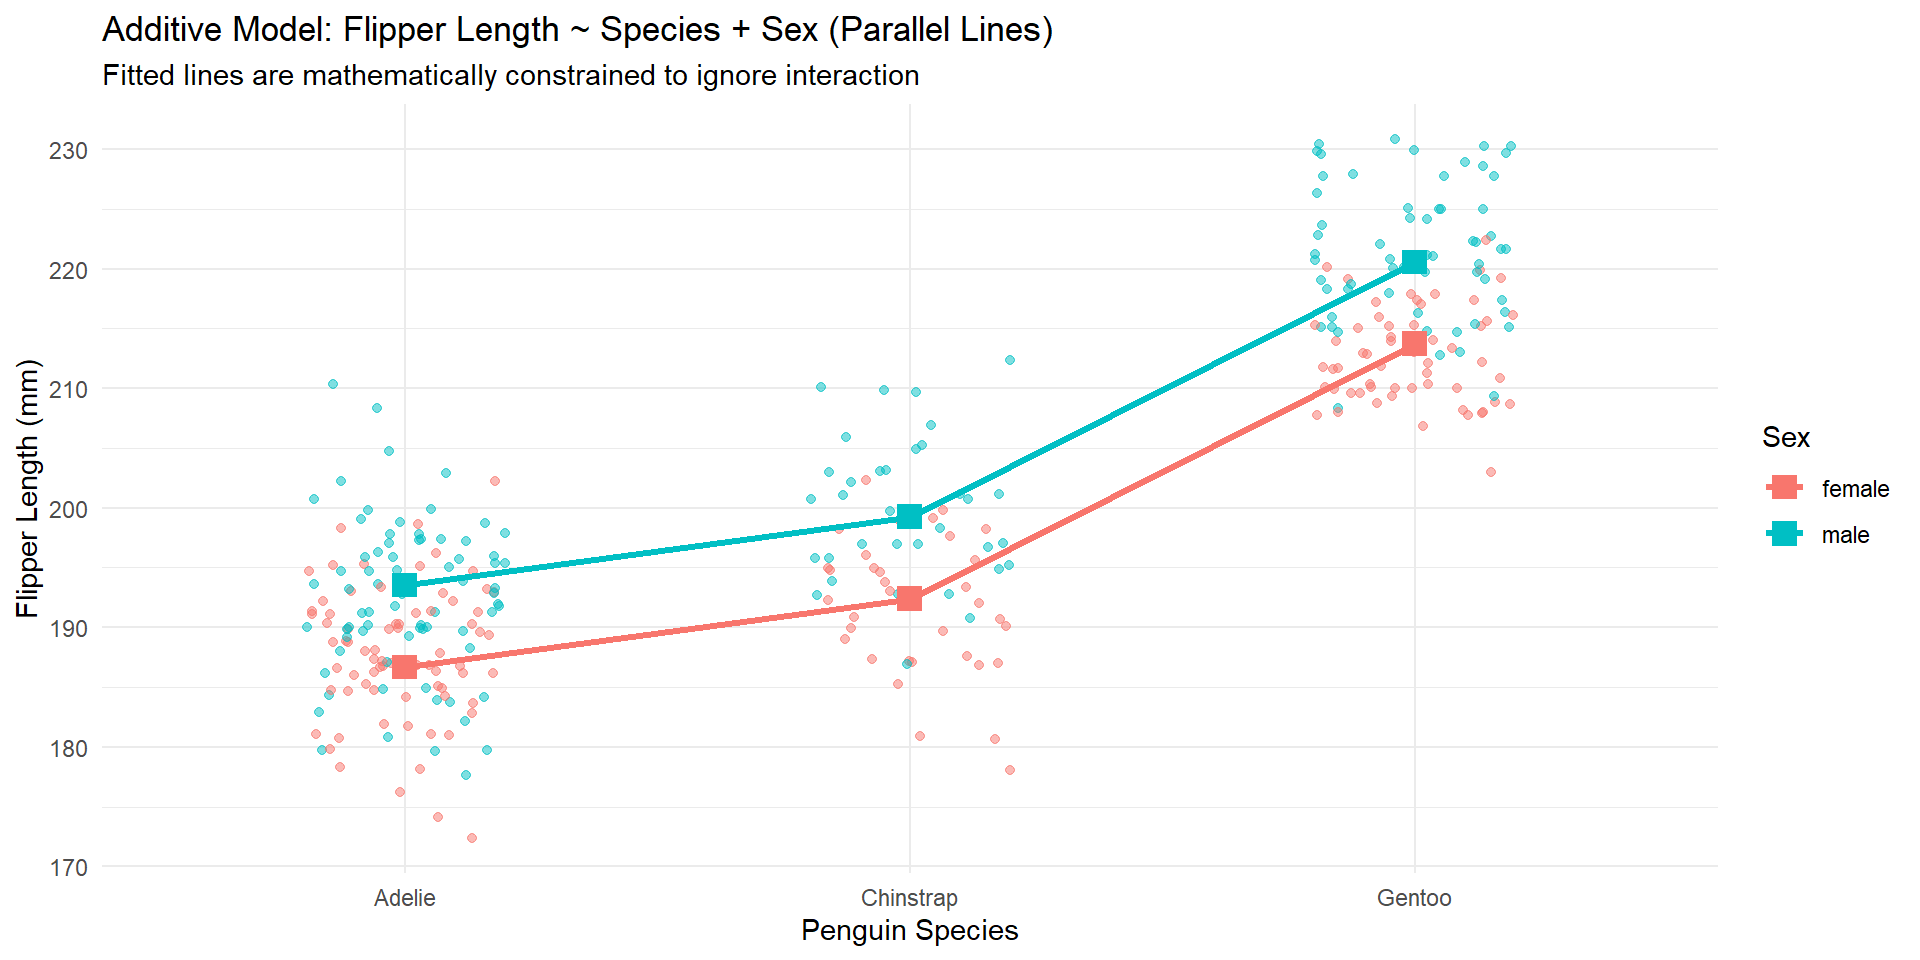 Additive Model: Flipper Length ~ Species + Sex (Parallel Lines)
Fitted lines are mathematically constrained to ignore interaction
Flipper Length (mm)
230
220
210
200
190
180
170
Adelie
Chinstrap
Gentoo
Penguin Species
Sex
female
male